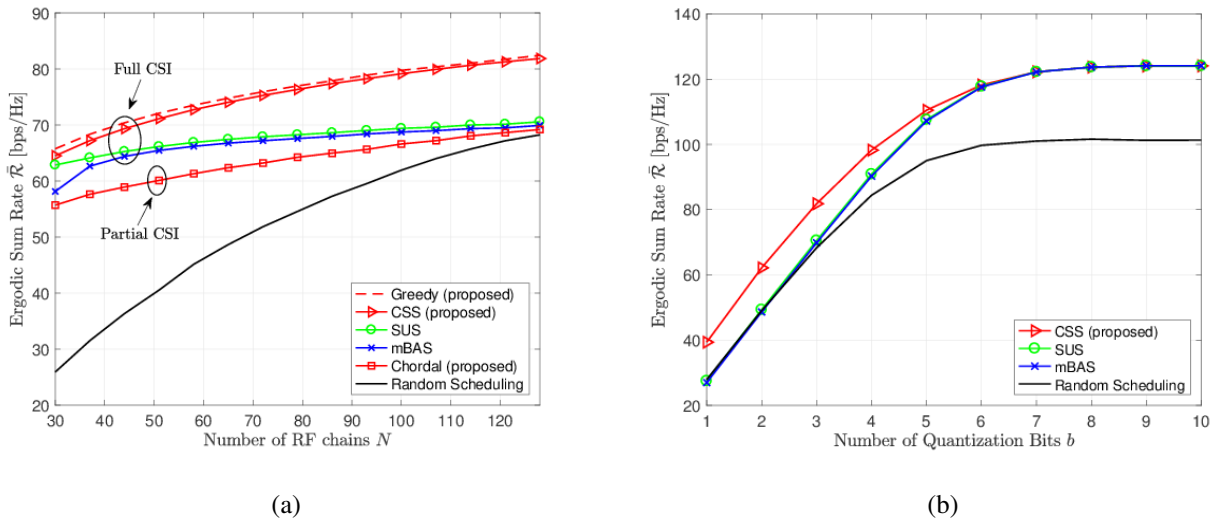 90
80
70
60
50
40
30
20
30
40
50
60
70
80
90
100
110
120
Ergodic Sum Rate R̄ [bps/Hz]
Number of RF chains N
Full CSI
Partial CSI
Greedy (proposed)
CSS (proposed)
SUS
mBAS
Chordal (proposed)
Random Scheduling
(a)
140
120
100
80
60
40
20
1
2
3
4
5
6
7
8
9
10
Ergodic Sum Rate R̄ [bps/Hz]
Number of Quantization Bits b
CSS (proposed)
SUS
mBAS
Random Scheduling
(b)